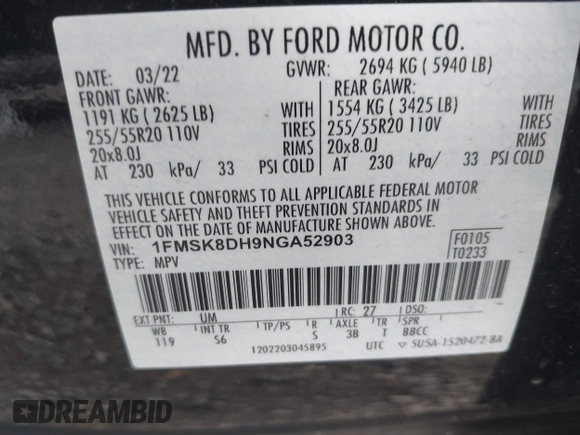 MFD. BY FORD MOTOR CO.
DATE: 03/22 GVWR: 2694 KG ( 5940 LB)
FRONT GAWR: REAR GAWR:
1191 KG ( 2625 LB) WITH 1554 KG ( 3425 LB) WITH
255/55R20 110V TIRES 255/55R20 110V TIRES
20x8.0J RIMS 20x8.0J RIMS
AT 230 kPa/ 33 PSI COLD AT 230 kPa/ 33 PSI COLD
THIS VEHICLE CONFORMS TO ALL APPLICABLE FEDERAL MOTOR
VEHICLE SAFETY AND THEFT PREVENTION STANDARDS IN
EFFECT ON THE DATE OF MANUFACTURE SHOWN ABOVE.
VIN: 1FMSK8DH9NGA52903 F0105
TYPE: MPV T0233
EXT PNT: UM RC: 27 DSO:
WB INT TR TP/PS R AXLE TR SPR
119 S6 S 3B T 88CC
1202203045895 UTC ▽ 5U5A-1520472-BA
DREAMBID